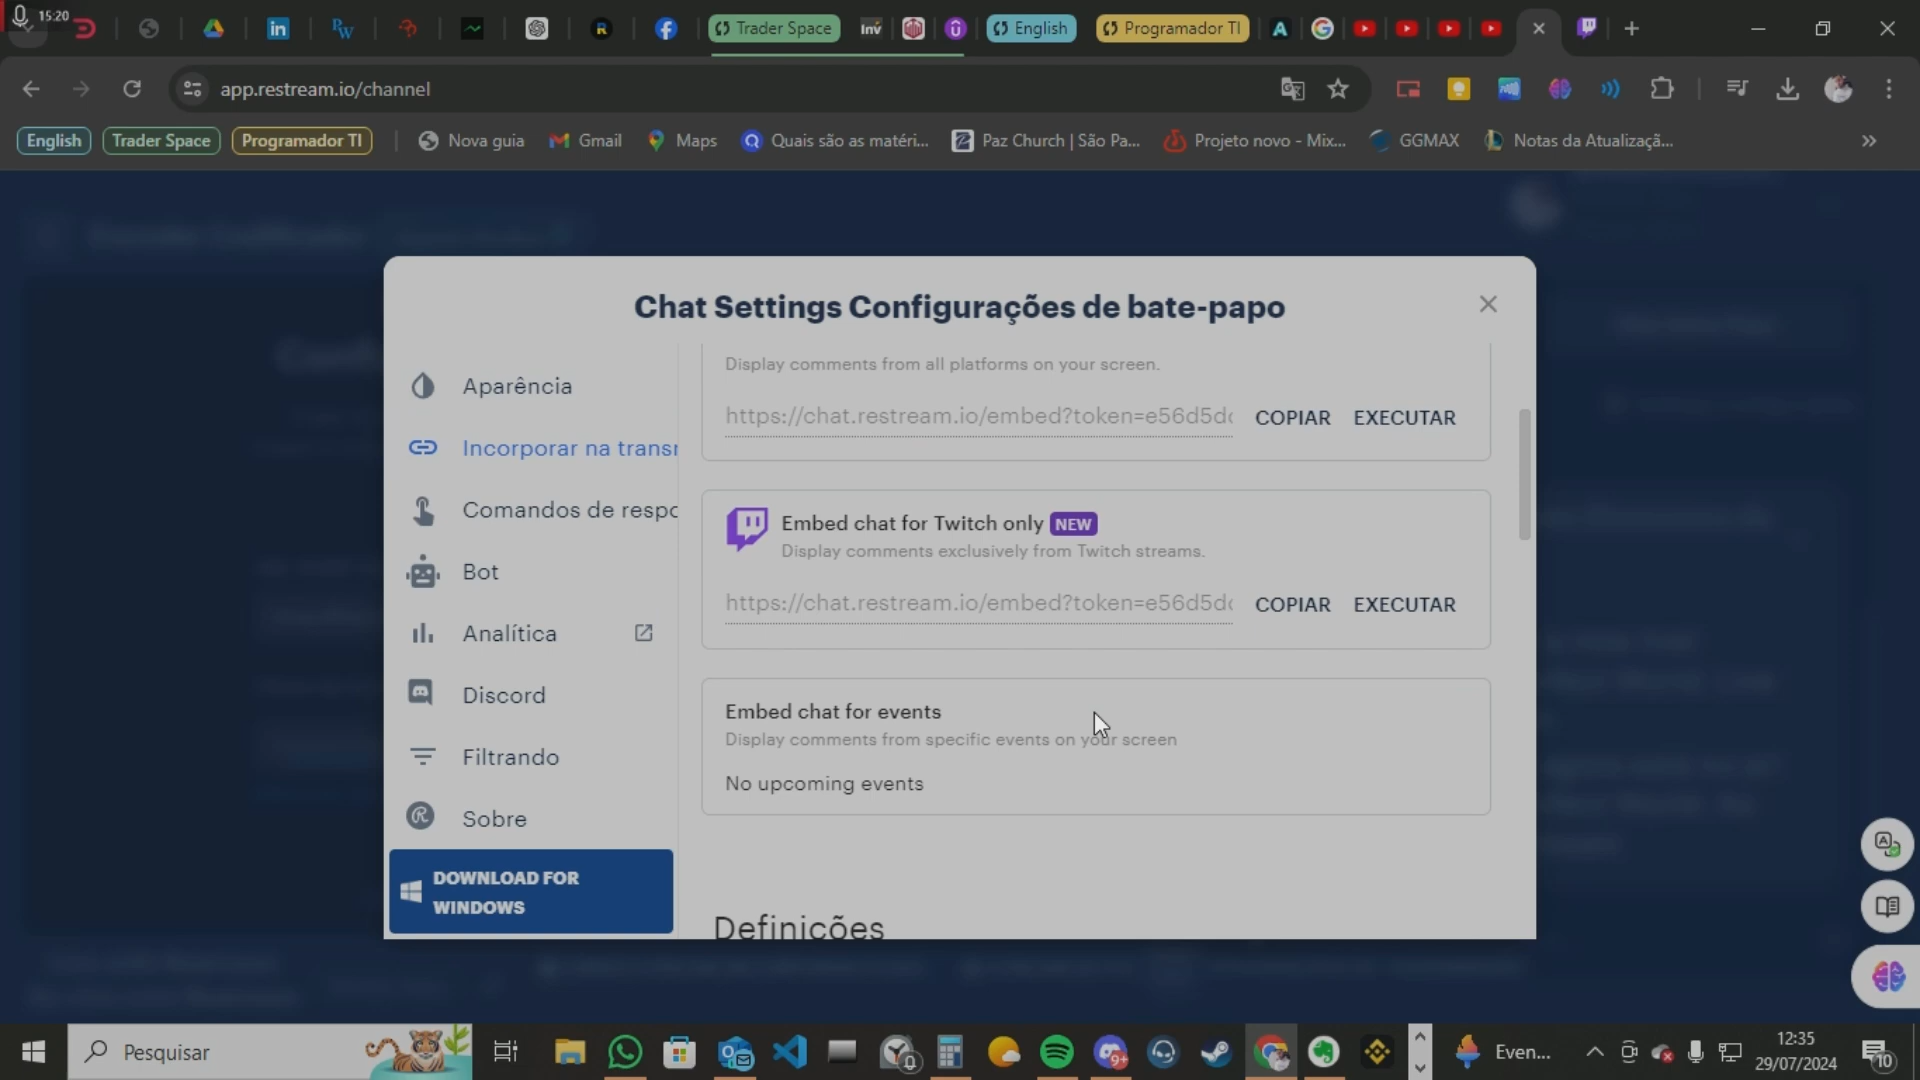 15:20
Trader Space
inv
English
Programador TI
app.restream.io/channel
English
Trader Space
Programador TI
Nova guia
Gmail
Maps
Quais são as matéri...
Paz Church | São Pa...
Projeto novo - Mix...
GGMAX
Notas da Atualizaçã...
Chat Settings Configurações de bate-papo
Aparência
Incorporar na transr
Comandos de respo
Bot
Analítica
Discord
Filtrando
Sobre
DOWNLOAD FOR
WINDOWS
Display comments from all platforms on your screen.
https://chat.restream.io/embed?token=e56d5dc
COPIAR
EXECUTAR
Embed chat for Twitch only NEW
Display comments exclusively from Twitch streams.
https://chat.restream.io/embed?token=e56d5dc
COPIAR
EXECUTAR
Embed chat for events
Display comments from specific events on your screen
No upcoming events
Definições
Pesquisar
9+
Even...
12:35
29/07/2024
10